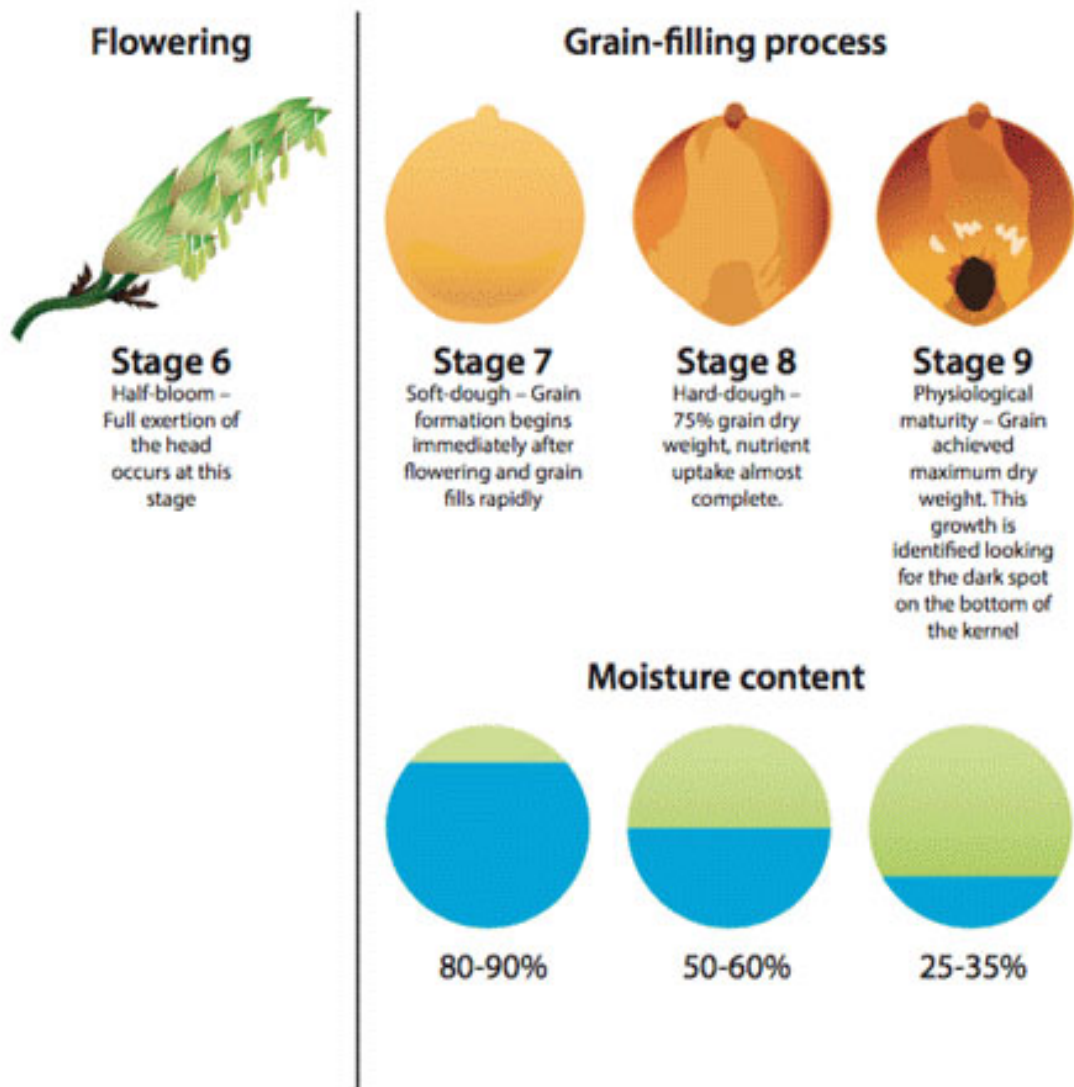 Flowering
Stage 6
Half-bloom –
Full exertion of
the head
occurs at this
stage
Grain-filling process
Stage 7
Soft-dough – Grain
formation begins
immediately after
flowering and grain
fills rapidly
Stage 8
Hard-dough –
75% grain dry
weight, nutrient
uptake almost
complete.
Stage 9
Physiological
maturity – Grain
achieved
maximum dry
weight. This
growth is
identified looking
for the dark spot
on the bottom of
the kernel
Moisture content
80-90%
50-60%
25-35%